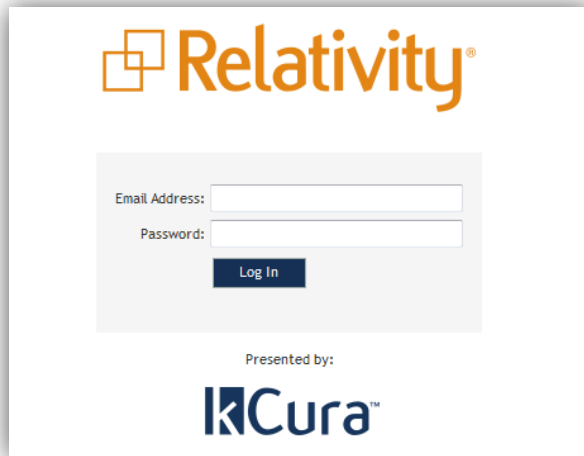 Relativity®
Email Address:
Password:
Log In
Presented by:
kCura™